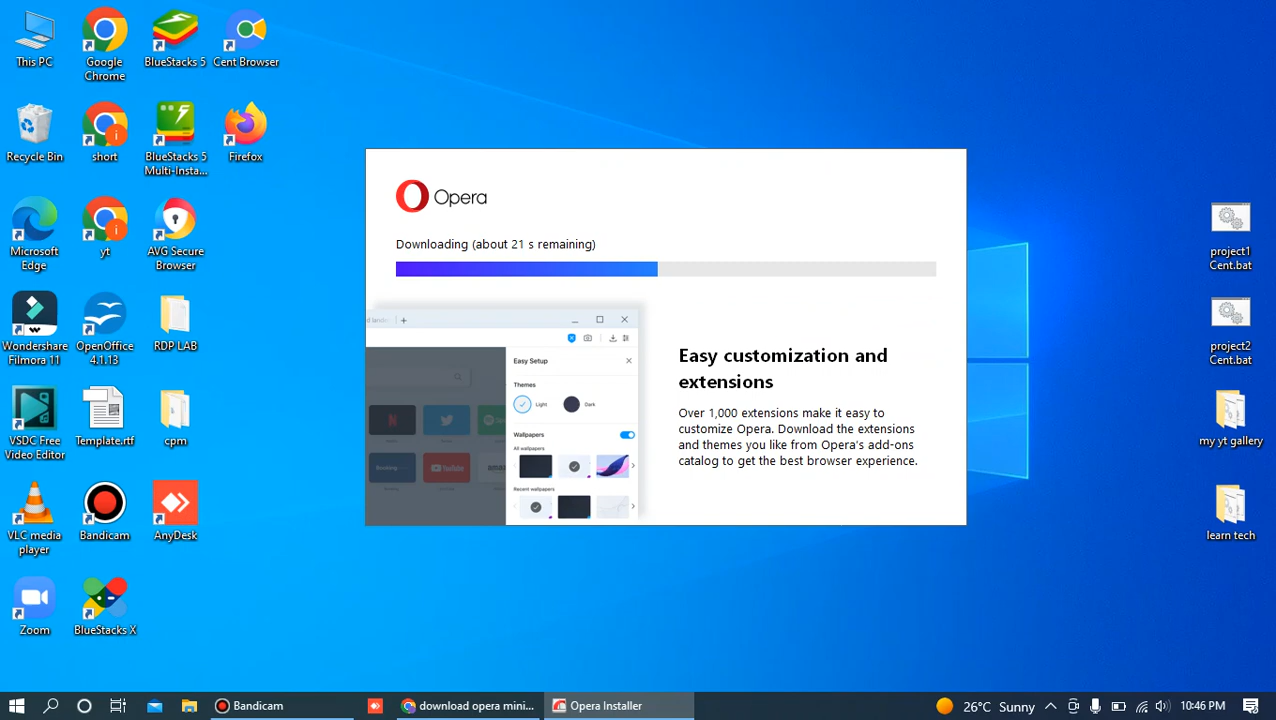 This PC
Google
Chrome
BlueStacks 5
Cent Browser
Recycle Bin
short
BlueStacks 5
Multi-Insta...
Firefox
Microsoft
Edge
yt
AVG Secure
Browser
Wondershare
Filmora 11
OpenOffice
4.1.13
RDP LAB
VSDC Free
Video Editor
Template.rtf
cpm
VLC media
player
Bandicam
AnyDesk
Zoom
BlueStacks X
Opera
Downloading (about 21 s remaining)
Easy Setup
Themes
Light
Dark
Wallpapers
All wallpapers
Recent wallpapers
YouTube
Easy customization and
extensions
Over 1,000 extensions make it easy to
customize Opera. Download the extensions
and themes you like from Opera's add-ons
catalog to get the best browser experience.
project1
Cent.bat
project2
Cent.bat
my yt gallery
learn tech
Bandicam
download opera mini...
Opera Installer
26°C Sunny
10:46 PM